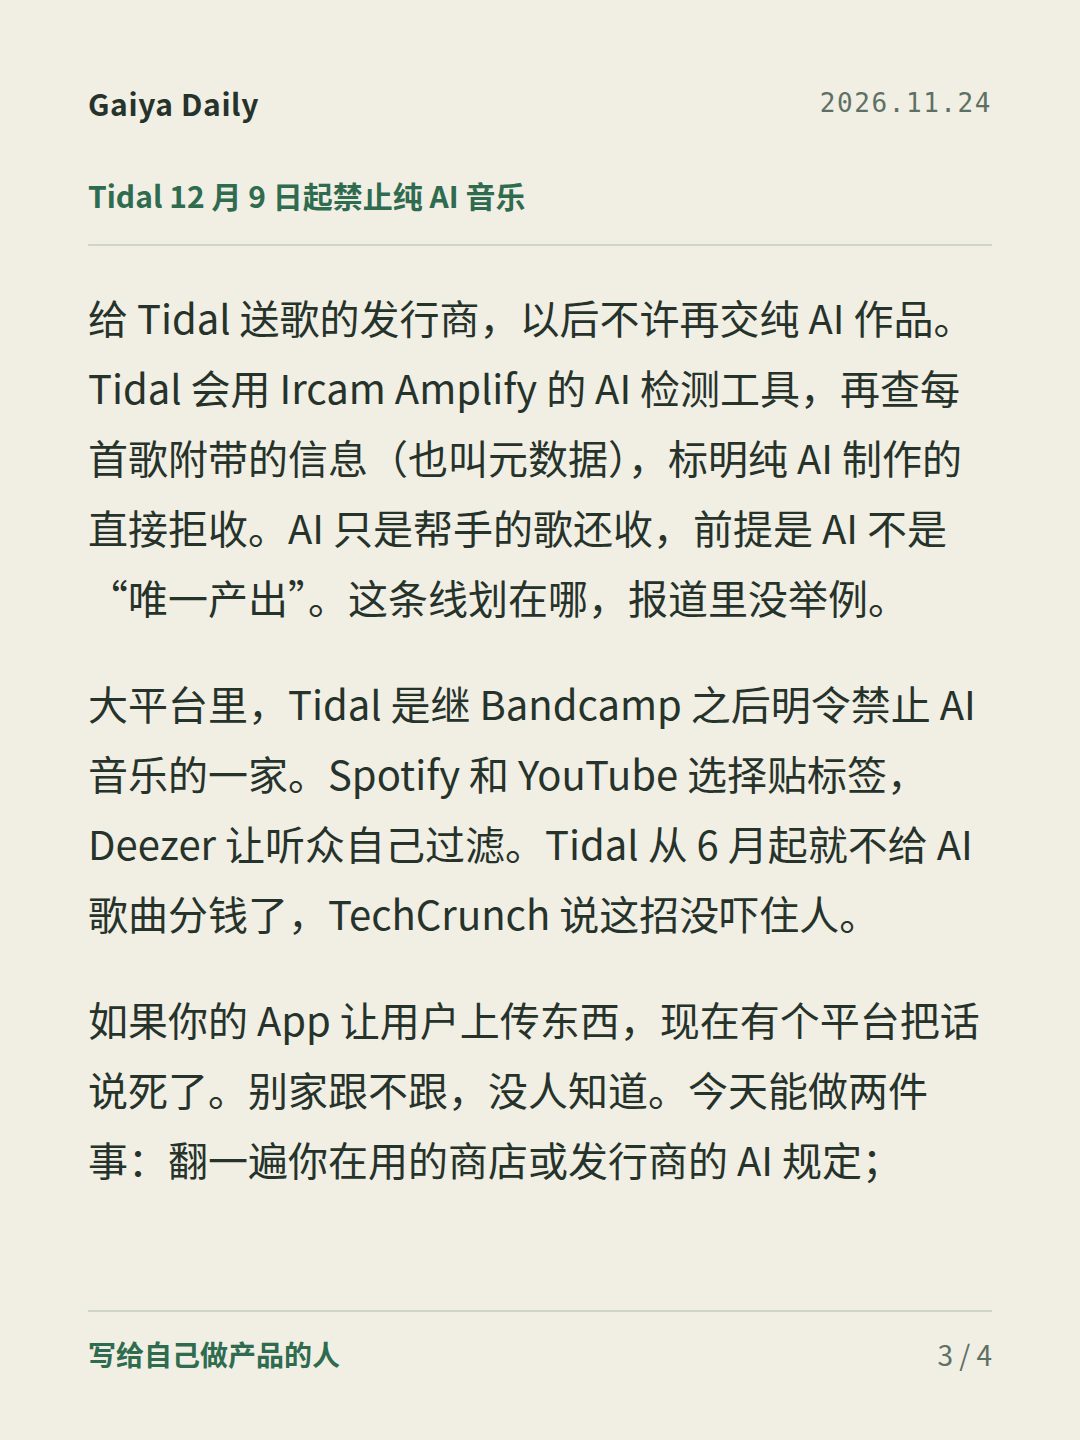 Gaiya Daily
2026.11.24
Tidal 12 月 9 日起禁止纯 AI 音乐
给 Tidal 送歌的发行商，以后不许再交纯 AI 作品。
Tidal 会用 Ircam Amplify 的 AI 检测工具，再查每
首歌附带的信息（也叫元数据），标明纯 AI 制作的
直接拒收。AI 只是帮手的歌还收，前提是 AI 不是
“唯一产出”。这条线划在哪，报道里没举例。
大平台里，Tidal 是继 Bandcamp 之后明令禁止 AI
音乐的一家。Spotify 和 YouTube 选择贴标签，
Deezer 让听众自己过滤。Tidal 从 6 月起就不给 AI
歌曲分钱了，TechCrunch 说这招没吓住人。
如果你的 App 让用户上传东西，现在有个平台把话
说死了。别家跟不跟，没人知道。今天能做两件
事：翻一遍你在用的商店或发行商的 AI 规定；
写给自己做产品的人
3 / 4